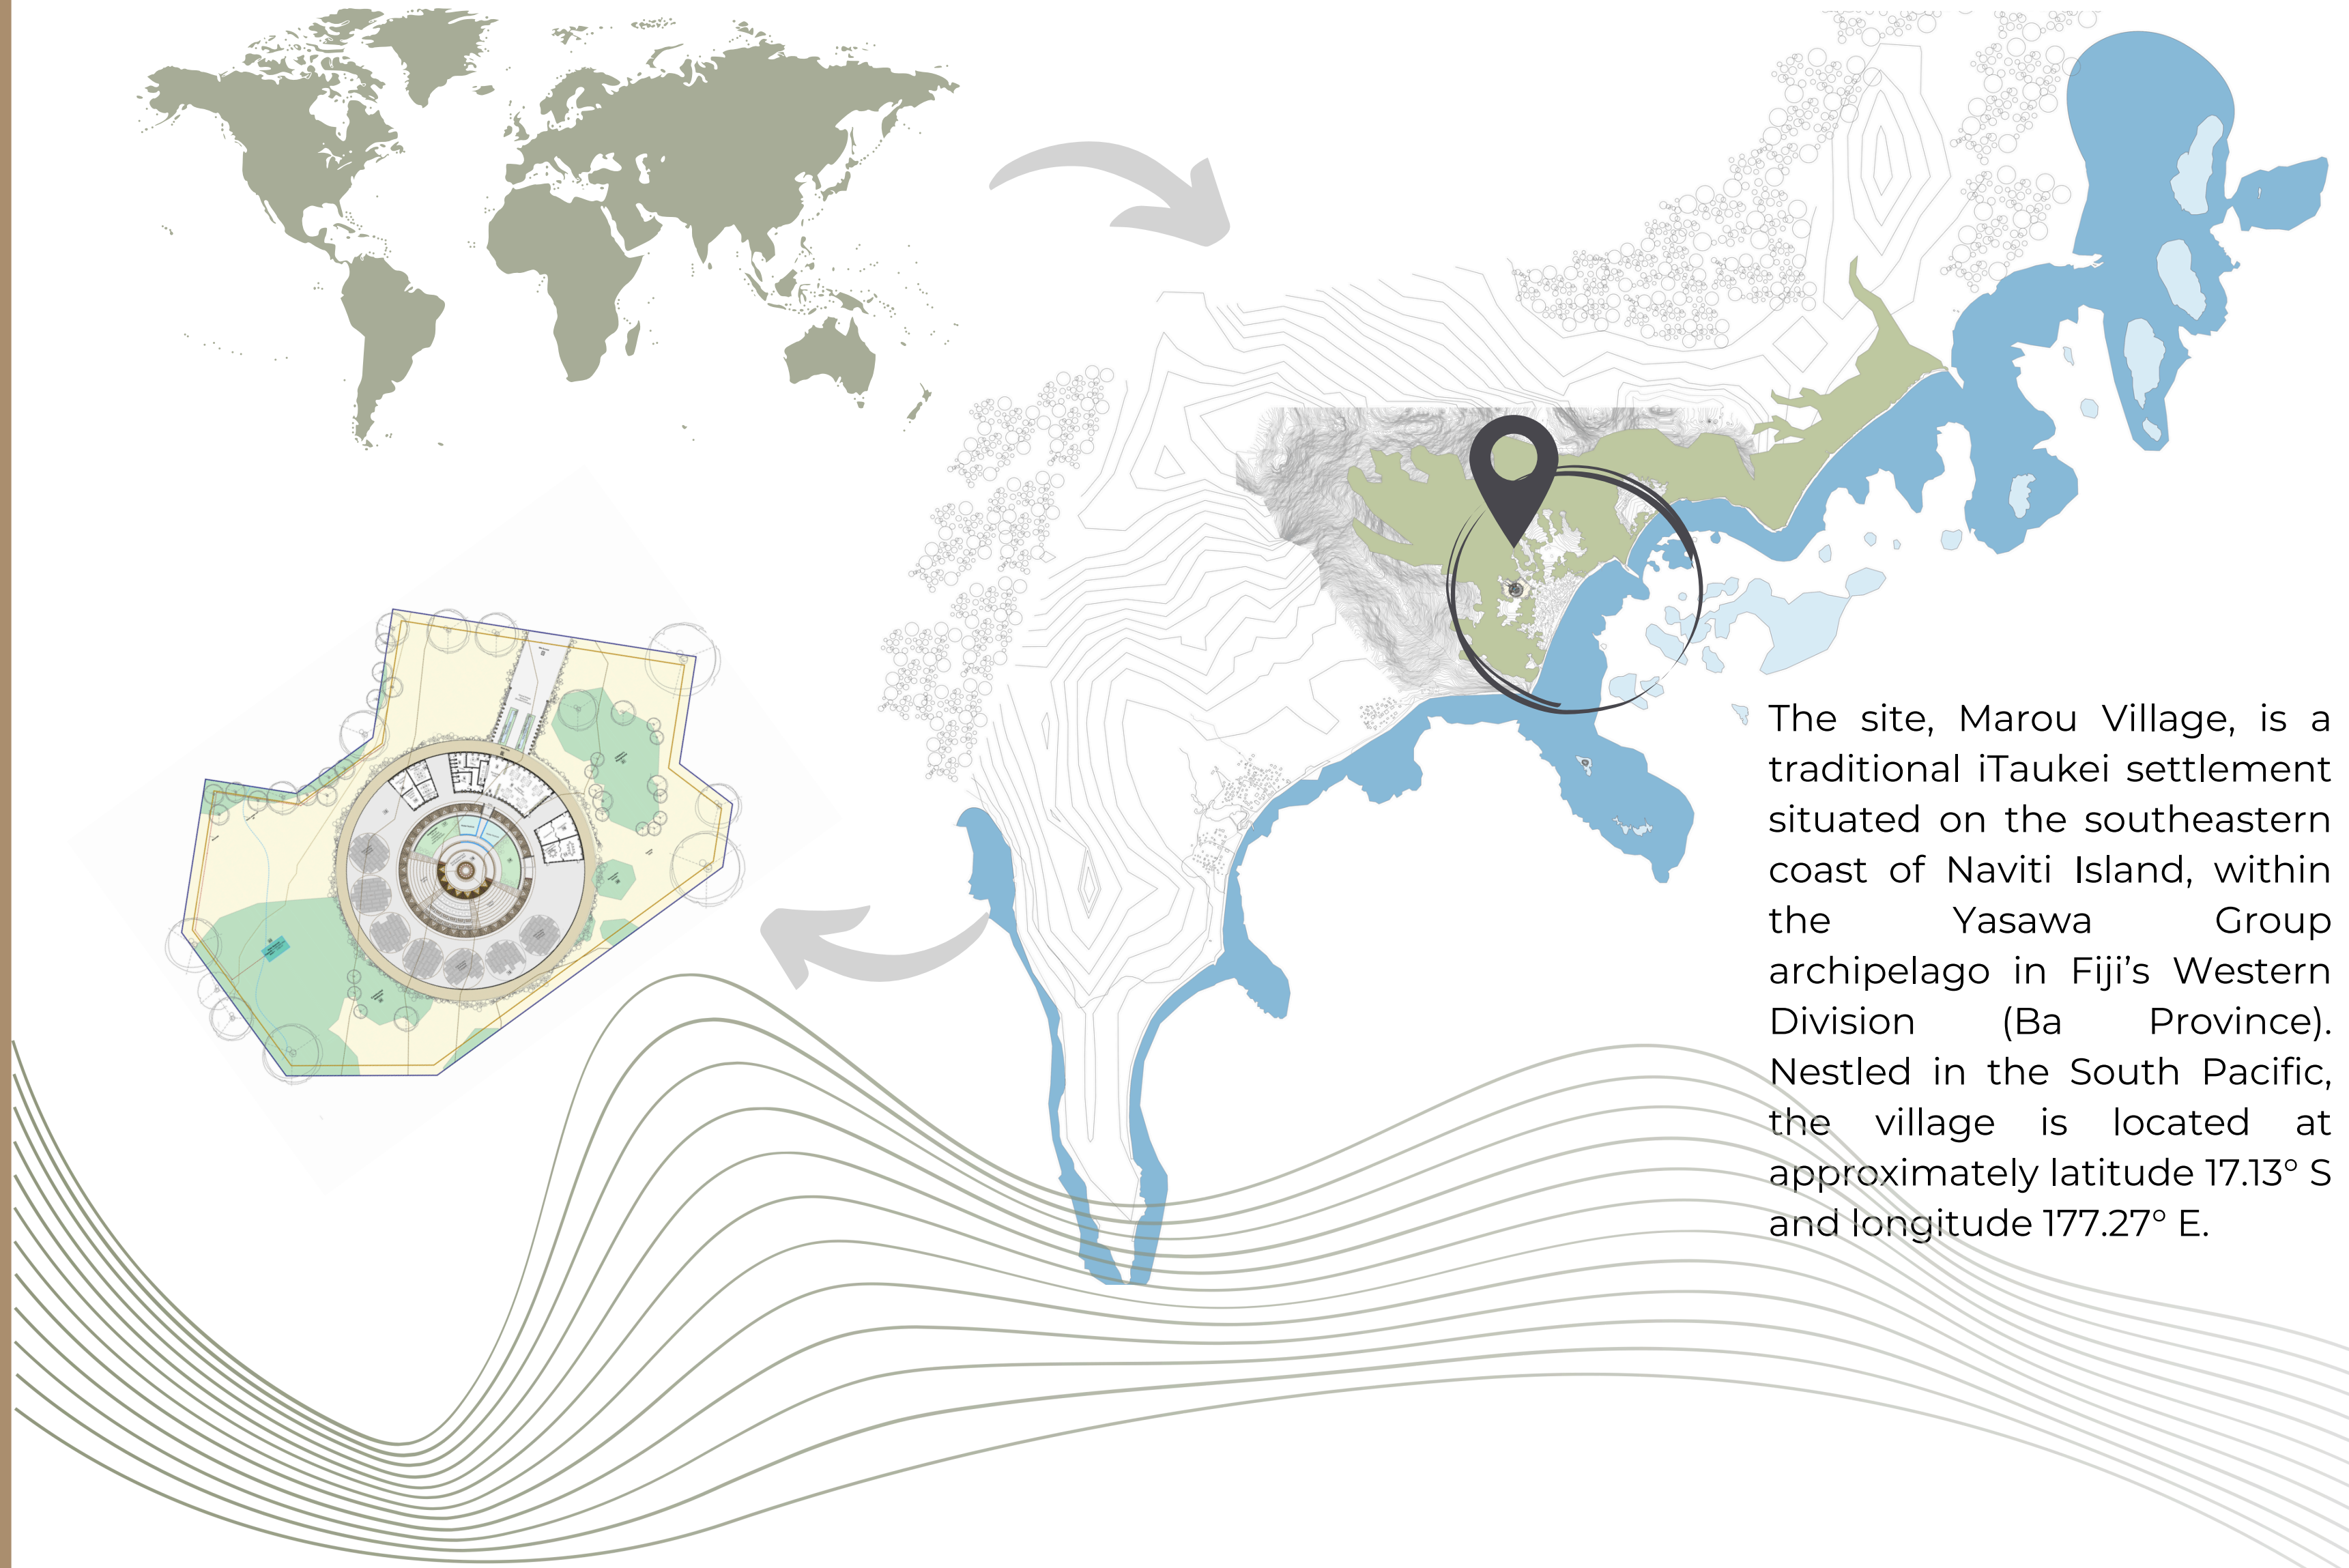 The site, Marou Village, is a
traditional iTaukei settlement
situated on the southeastern
coast of Naviti Island, within
the Yasawa Group
archipelago in Fiji’s Western
Division (Ba Province).
Nestled in the South Pacific,
the village is located at
approximately latitude 17.13° S
and longitude 177.27° E.